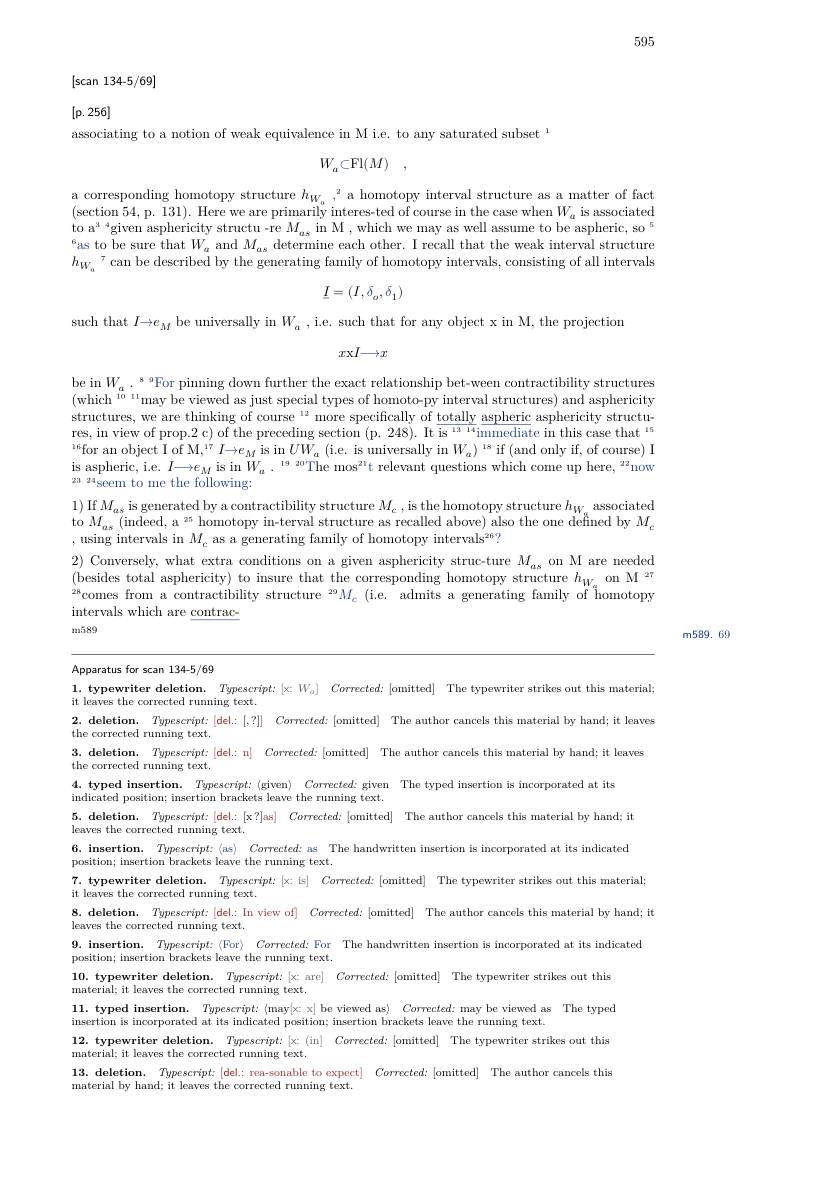 595
[scan 134-5/69]
[p. 256]
associating to a notion of weak equivalence in M i.e. to any saturated subset ¹
W_a⊂Fl(M) ,
a corresponding homotopy structure h_{W_a} ,² a homotopy interval structure as a matter of fact
(section 54, p. 131). Here we are primarily interes-ted of course in the case when W_a is associated
to a³ ⁴given asphericity structu -re M_{as} in M , which we may as well assume to be aspheric, so ⁵
⁶as to be sure that W_a and M_{as} determine each other. I recall that the weak interval structure
h_{W_a} ⁷ can be described by the generating family of homotopy intervals, consisting of all intervals
I = (I, δ_o, δ_1)
such that I→e_M be universally in W_a , i.e. such that for any object x in M, the projection
xxI⟶x
be in W_a . ⁸ ⁹For pinning down further the exact relationship bet-ween contractibility structures
(which ¹⁰ ¹¹may be viewed as just special types of homoto-py interval structures) and asphericity
structures, we are thinking of course ¹² more specifically of totally aspheric asphericity structu-
res, in view of prop.2 c) of the preceding section (p. 248). It is ¹³ ¹⁴immediate in this case that ¹⁵
¹⁶for an object I of M,¹⁷ I→e_M is in UW_a (i.e. is universally in W_a) ¹⁸ if (and only if, of course) I
is aspheric, i.e. I⟶e_M is in W_a . ¹⁹ ²⁰The mos²¹t relevant questions which come up here, ²²now
²³ ²⁴seem to me the following:
1) If M_{as} is generated by a contractibility structure M_c , is the homotopy structure h_{W_a} associated
to M_{as} (indeed, a ²⁵ homotopy in-terval structure as recalled above) also the one defined by M_c
, using intervals in M_c as a generating family of homotopy intervals²⁶?
2) Conversely, what extra conditions on a given asphericity struc-ture M_{as} on M are needed
(besides total asphericity) to insure that the corresponding homotopy structure h_{W_a} on M ²⁷
²⁸comes from a contractibility structure ²⁹M_c (i.e. admits a generating family of homotopy
intervals which are contrac-
m589
m589. 69
Apparatus for scan 134-5/69
1. typewriter deletion. Typescript: [x: W_a] Corrected: [omitted] The typewriter strikes out this material;
it leaves the corrected running text.
2. deletion. Typescript: [del.: [, ?]] Corrected: [omitted] The author cancels this material by hand; it leaves
the corrected running text.
3. deletion. Typescript: [del.: n] Corrected: [omitted] The author cancels this material by hand; it leaves
the corrected running text.
4. typed insertion. Typescript: ⟨given⟩ Corrected: given The typed insertion is incorporated at its
indicated position; insertion brackets leave the running text.
5. deletion. Typescript: [del.: [x ?]as] Corrected: [omitted] The author cancels this material by hand; it
leaves the corrected running text.
6. insertion. Typescript: ⟨as⟩ Corrected: as The handwritten insertion is incorporated at its indicated
position; insertion brackets leave the running text.
7. typewriter deletion. Typescript: [x: is] Corrected: [omitted] The typewriter strikes out this material;
it leaves the corrected running text.
8. deletion. Typescript: [del.: In view of] Corrected: [omitted] The author cancels this material by hand; it
leaves the corrected running text.
9. insertion. Typescript: ⟨For⟩ Corrected: For The handwritten insertion is incorporated at its indicated
position; insertion brackets leave the running text.
10. typewriter deletion. Typescript: [x: are] Corrected: [omitted] The typewriter strikes out this
material; it leaves the corrected running text.
11. typed insertion. Typescript: ⟨may[x: x] be viewed as⟩ Corrected: may be viewed as The typed
insertion is incorporated at its indicated position; insertion brackets leave the running text.
12. typewriter deletion. Typescript: [x: (in] Corrected: [omitted] The typewriter strikes out this
material; it leaves the corrected running text.
13. deletion. Typescript: [del.: rea-sonable to expect] Corrected: [omitted] The author cancels this
material by hand; it leaves the corrected running text.